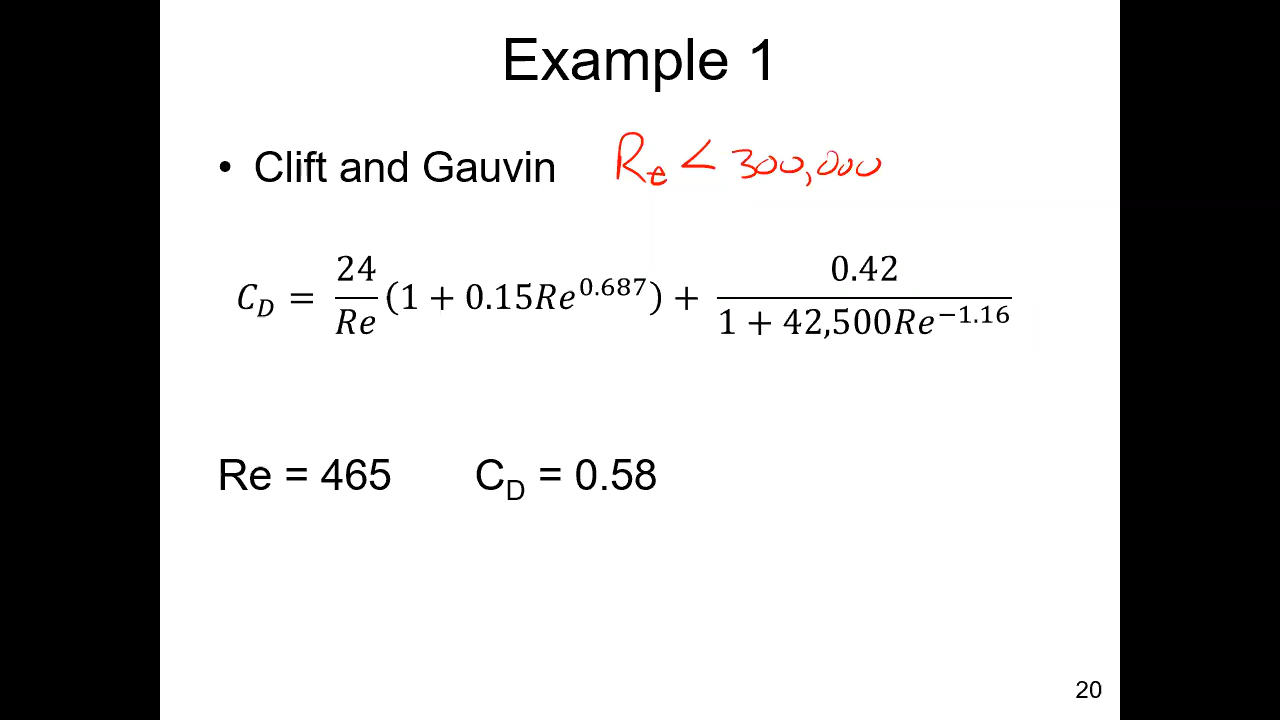 Example 1
• Clift and Gauvin Re < 300,000
C_D = 24/Re (1 + 0.15Re^0.687) + 0.42/(1 + 42,500Re^−1.16)
Re = 465 C_D = 0.58
20